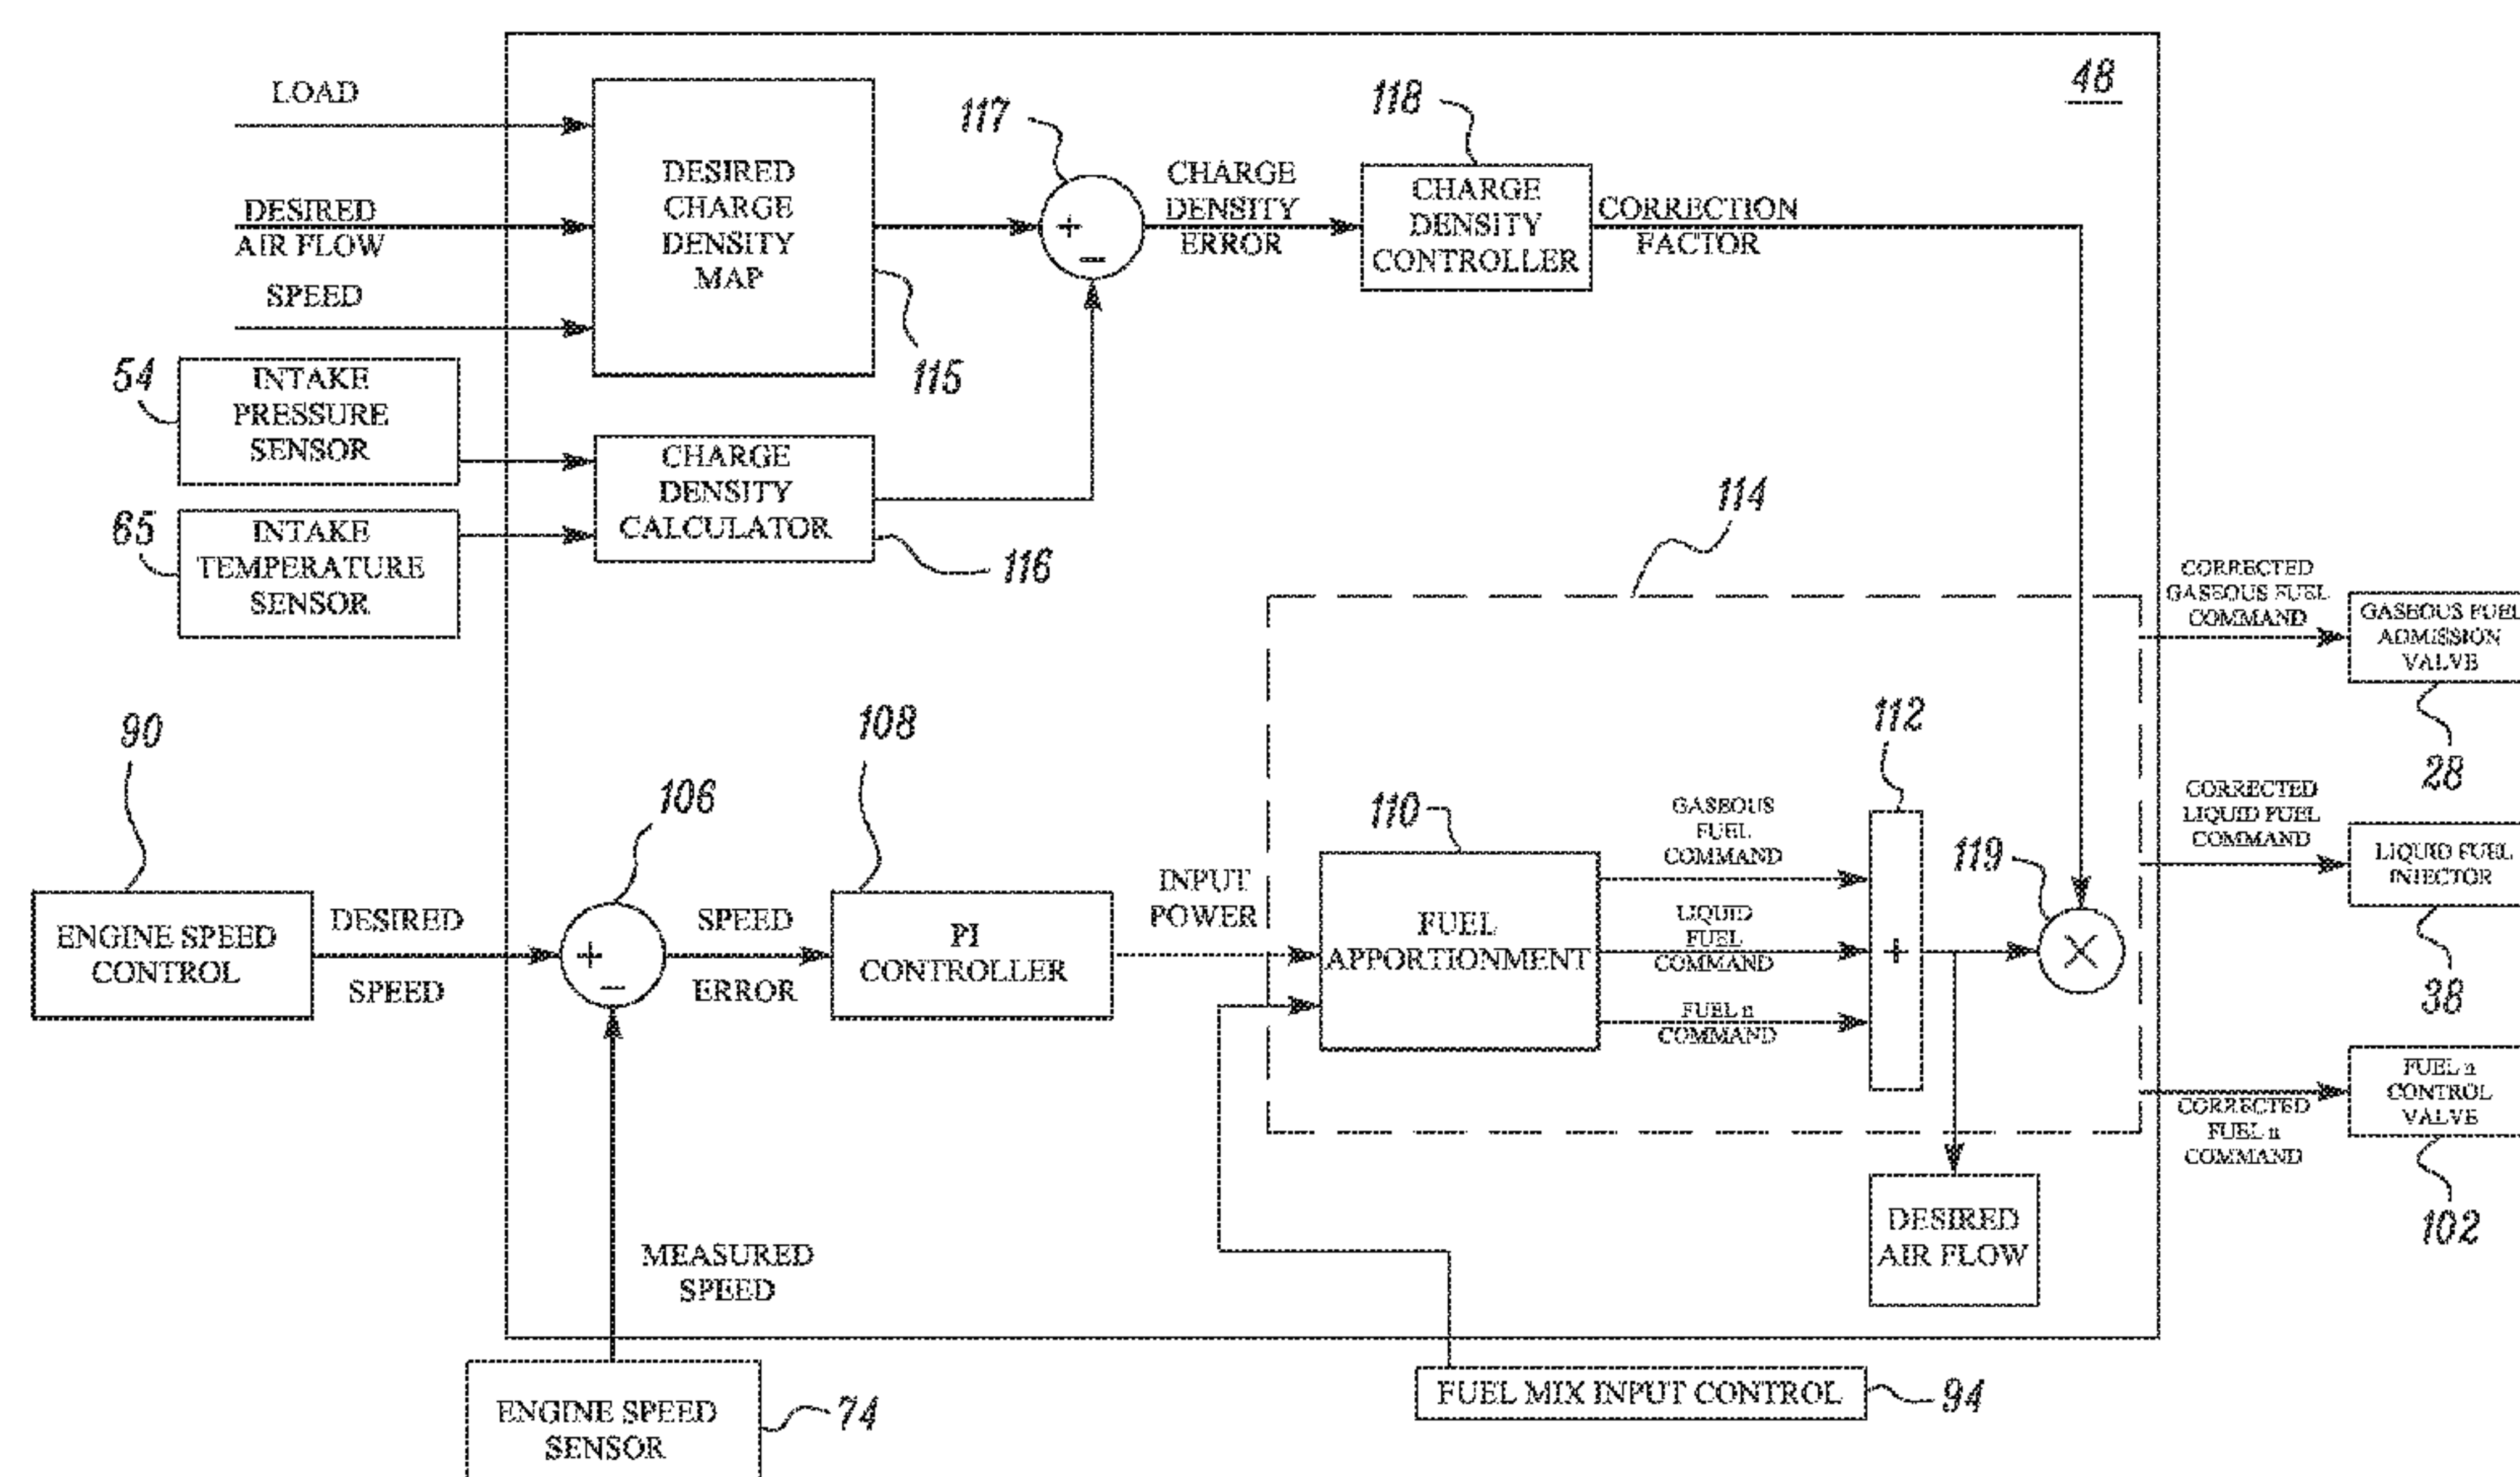 48
LOAD
DESIRED
AIR FLOW
SPEED
DESIRED
CHARGE
DENSITY
MAP
115
117
+
−
CHARGE
DENSITY
ERROR
118
CHARGE
DENSITY
CONTROLLER
CORRECTION
FACTOR
54
INTAKE
PRESSURE
SENSOR
65
INTAKE
TEMPERATURE
SENSOR
CHARGE
DENSITY
CALCULATOR
116
114
90
ENGINE SPEED
CONTROL
DESIRED
SPEED
106
+
−
SPEED
ERROR
108
PI
CONTROLLER
INPUT
POWER
110
FUEL
APPORTIONMENT
GASEOUS
FUEL
COMMAND
LIQUID
FUEL
COMMAND
FUEL n
COMMAND
112
+
119
X
DESIRED
AIR FLOW
MEASURED
SPEED
ENGINE SPEED
SENSOR
74
FUEL MIX INPUT CONTROL
94
CORRECTED
GASEOUS FUEL
COMMAND
GASEOUS FUEL
ADMISSION
VALVE
28
CORRECTED
LIQUID FUEL
COMMAND
LIQUID FUEL
INJECTOR
38
CORRECTED
FUEL n
COMMAND
FUEL n
CONTROL
VALVE
102